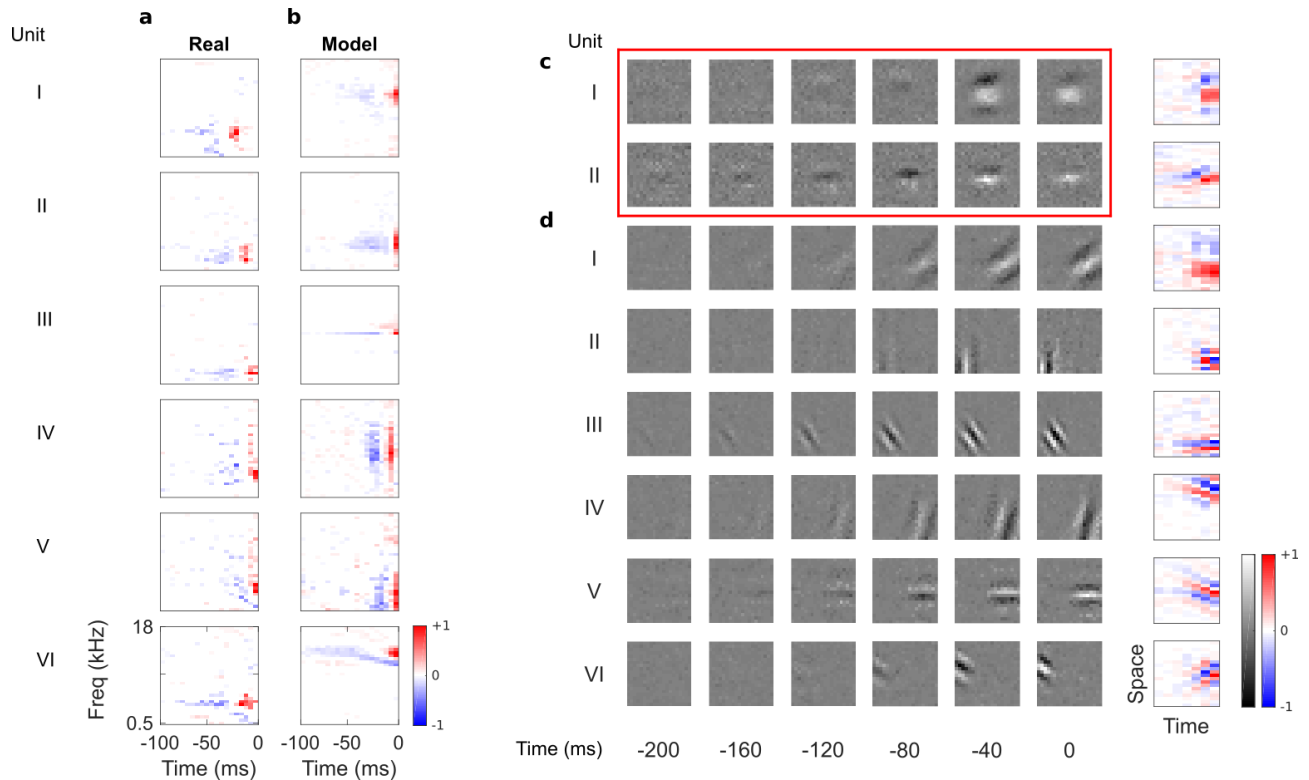 a
b
Unit
Real
Model
I
II
III
IV
V
VI
18
Freq (kHz)
0.5
-100
-50
0
-100
-50
0
Time (ms)
Time (ms)
+1
0
-1
Unit
c
I
II
d
I
II
III
IV
V
VI
Time (ms)
-200
-160
-120
-80
-40
0
Space
Time
+1
0
-1